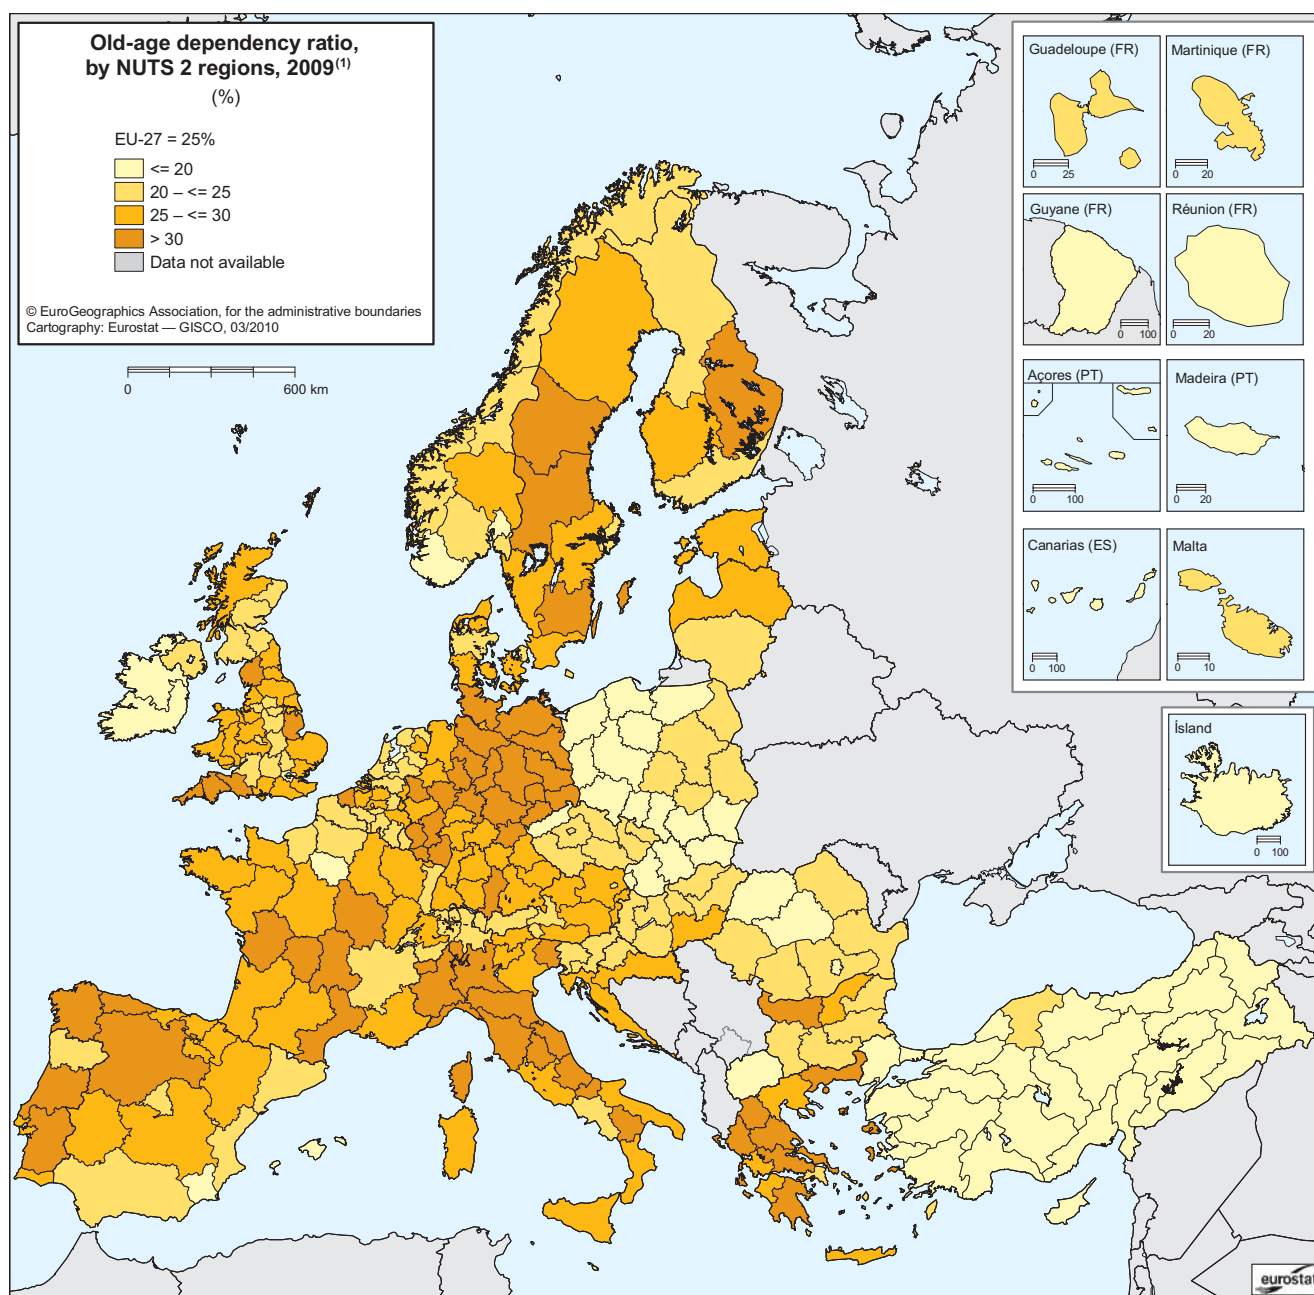 Old-age dependency ratio,
by NUTS 2 regions, 2009(1)
(%)
EU-27 = 25%
<= 20
20 – <= 25
25 – <= 30
> 30
Data not available
© EuroGeographics Association, for the administrative boundaries
Cartography: Eurostat — GISCO, 03/2010
0 600 km
Guadeloupe (FR)
0 25
Martinique (FR)
0 20
Guyane (FR)
0 100
Réunion (FR)
0 20
Açores (PT)
0 100
Madeira (PT)
0 20
Canarias (ES)
0 100
Malta
0 10
Ísland
0 100
eurostat